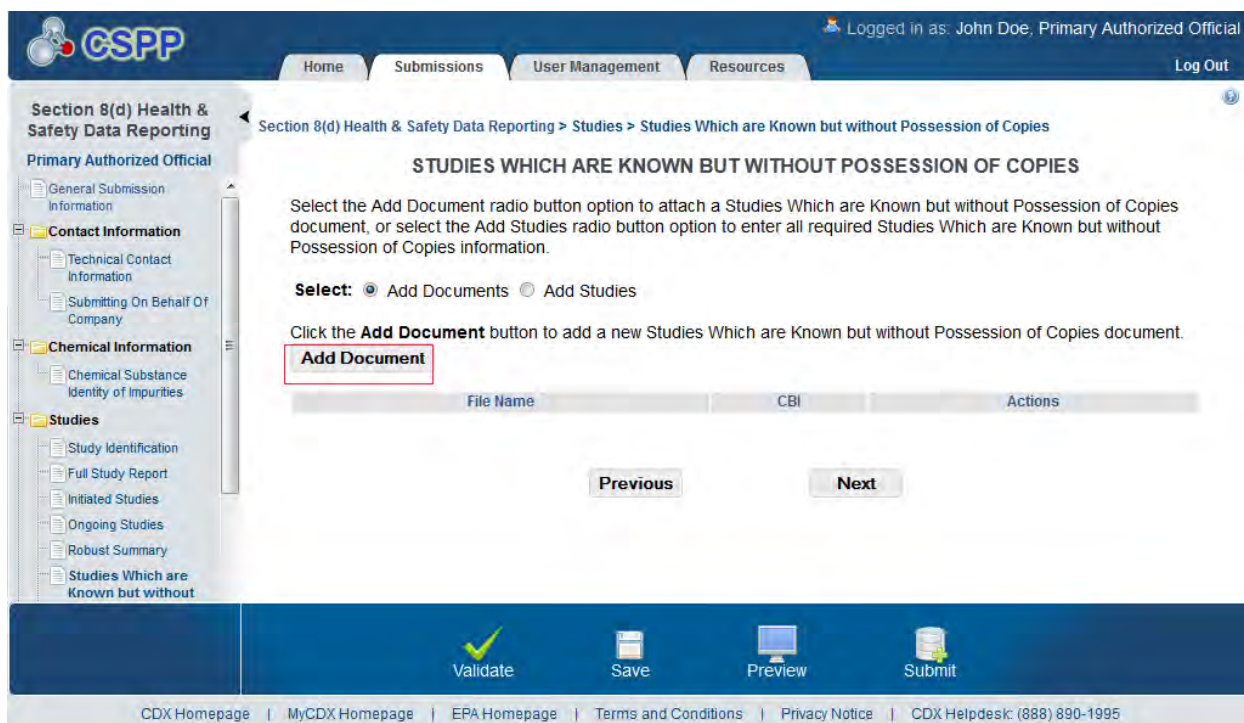 CSPP
Logged in as: John Doe, Primary Authorized Official
Home Submissions User Management Resources
Log Out
Section 8(d) Health &
Safety Data Reporting
Primary Authorized Official
General Submission
Information
Contact Information
Technical Contact
Information
Submitting On Behalf Of
Company
Chemical Information
Chemical Substance
Identity of Impurities
Studies
Study Identification
Full Study Report
Initiated Studies
Ongoing Studies
Robust Summary
Studies Which are
Known but without
Section 8(d) Health & Safety Data Reporting > Studies > Studies Which are Known but without Possession of Copies
STUDIES WHICH ARE KNOWN BUT WITHOUT POSSESSION OF COPIES
Select the Add Document radio button option to attach a Studies Which are Known but without Possession of Copies
document, or select the Add Studies radio button option to enter all required Studies Which are Known but without
Possession of Copies information.
Select: Add Documents Add Studies
Click the Add Document button to add a new Studies Which are Known but without Possession of Copies document.
Add Document
File Name CBI Actions
Previous Next
Validate Save Preview Submit
CDX Homepage | MyCDX Homepage | EPA Homepage | Terms and Conditions | Privacy Notice | CDX Helpdesk: (888) 890-1995